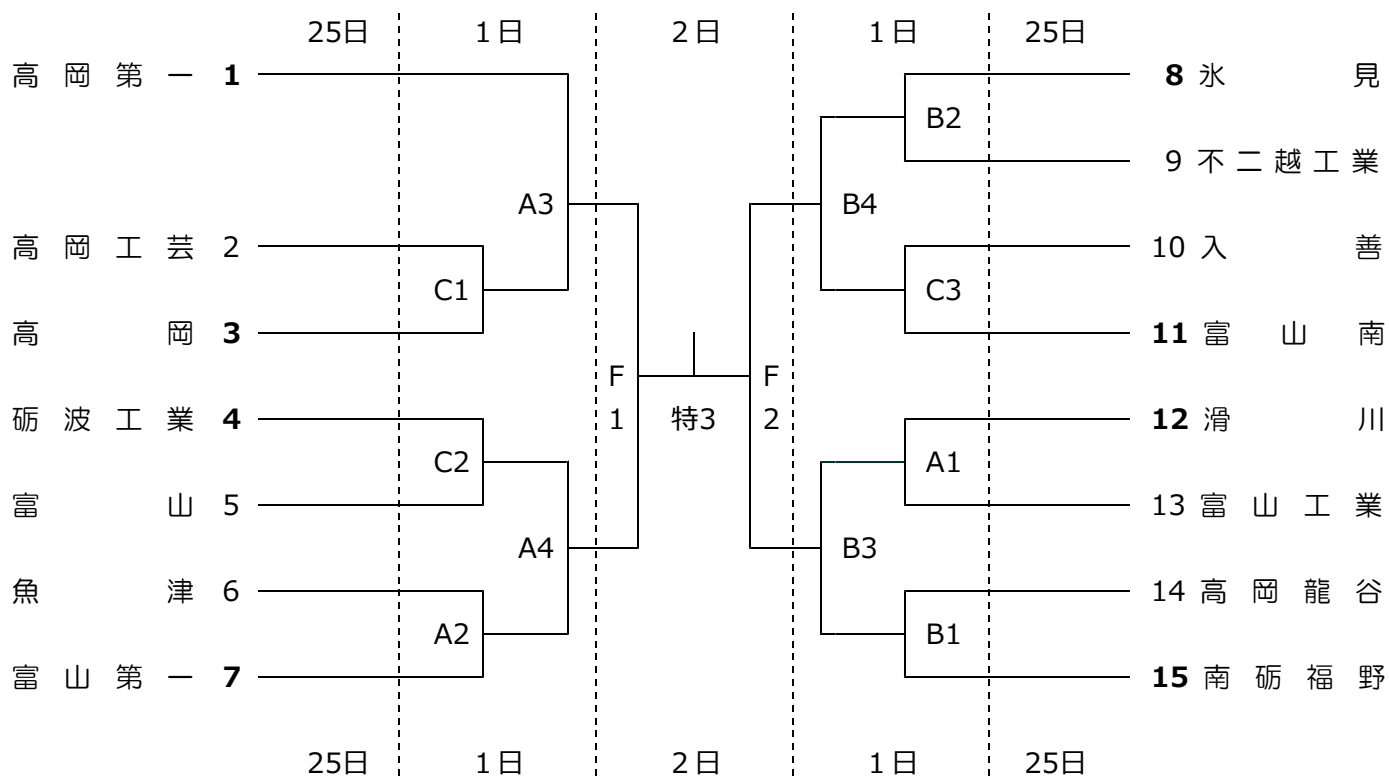 25日 1日 2日 1日 25日
高岡第一 1
8 氷見
B2
9 不二越工業
A3 B4
高岡工芸 2
10 入善
C1 C3
高岡 3
11 富山南
F F
砺波工業 4
1 特3 2
12 滑川
C2 A1
富山 5
13 富山工業
A4 B3
魚津 6
14 高岡龍谷
A2 B1
富山第一 7
15 南砺福野
25日 1日 2日 1日 25日